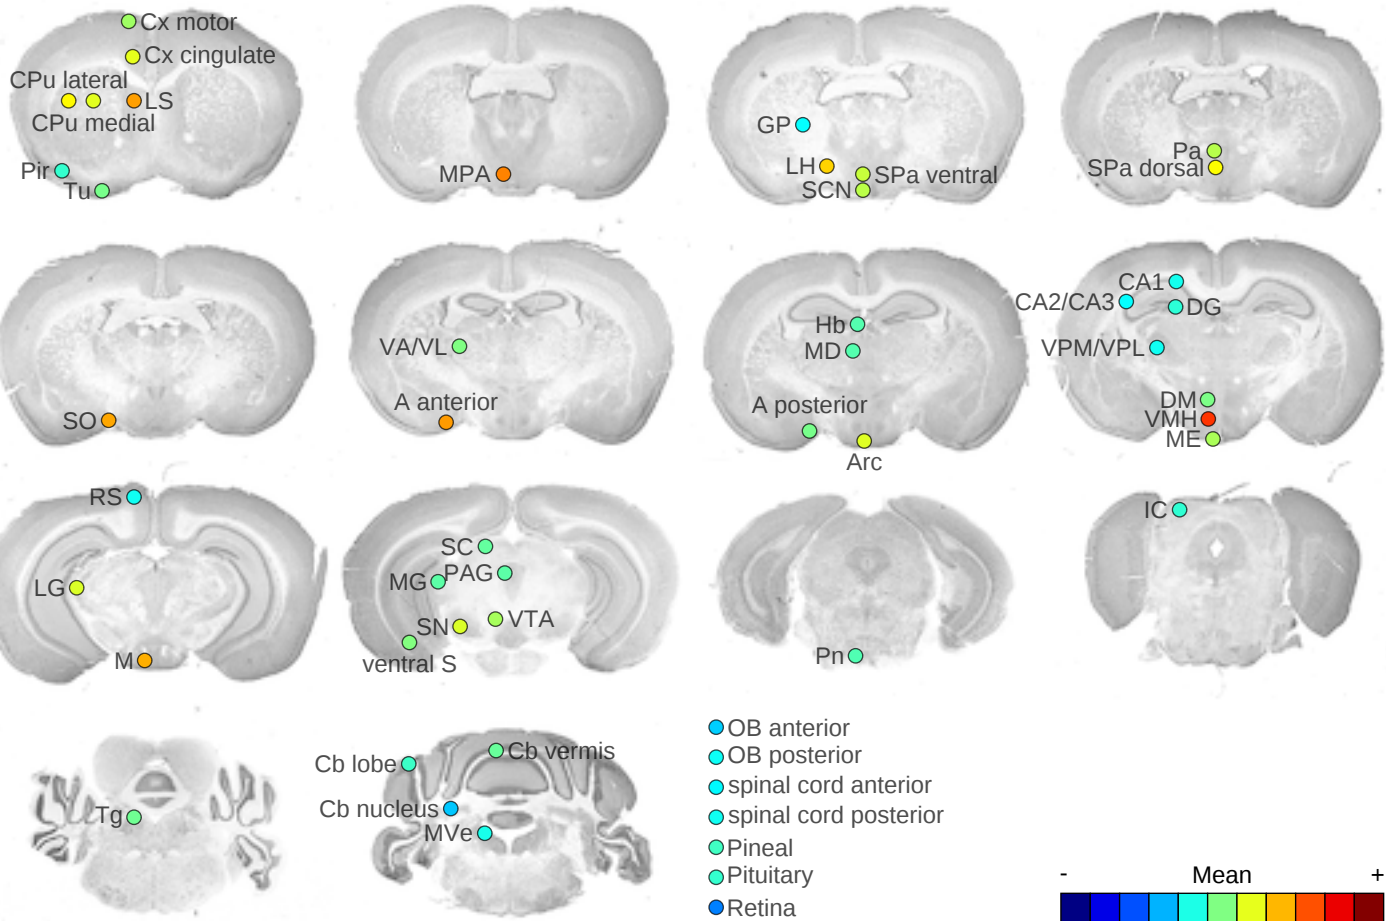 Cx motor
Cx cingulate
CPu lateral
LS
CPu medial
Pir
Tu
MPA
GP
LH
SPa ventral
SCN
Pa
SPa dorsal
SO
VA/VL
A anterior
Hb
MD
A posterior
Arc
CA1
CA2/CA3
DG
VPM/VPL
DM
VMH
ME
RS
LG
M
SC
MG
PAG
SN
VTA
ventral S
Pn
IC
Tg
Cb lobe
Cb vermis
Cb nucleus
MVe
OB anterior
OB posterior
spinal cord anterior
spinal cord posterior
Pineal
Pituitary
Retina
- Mean +